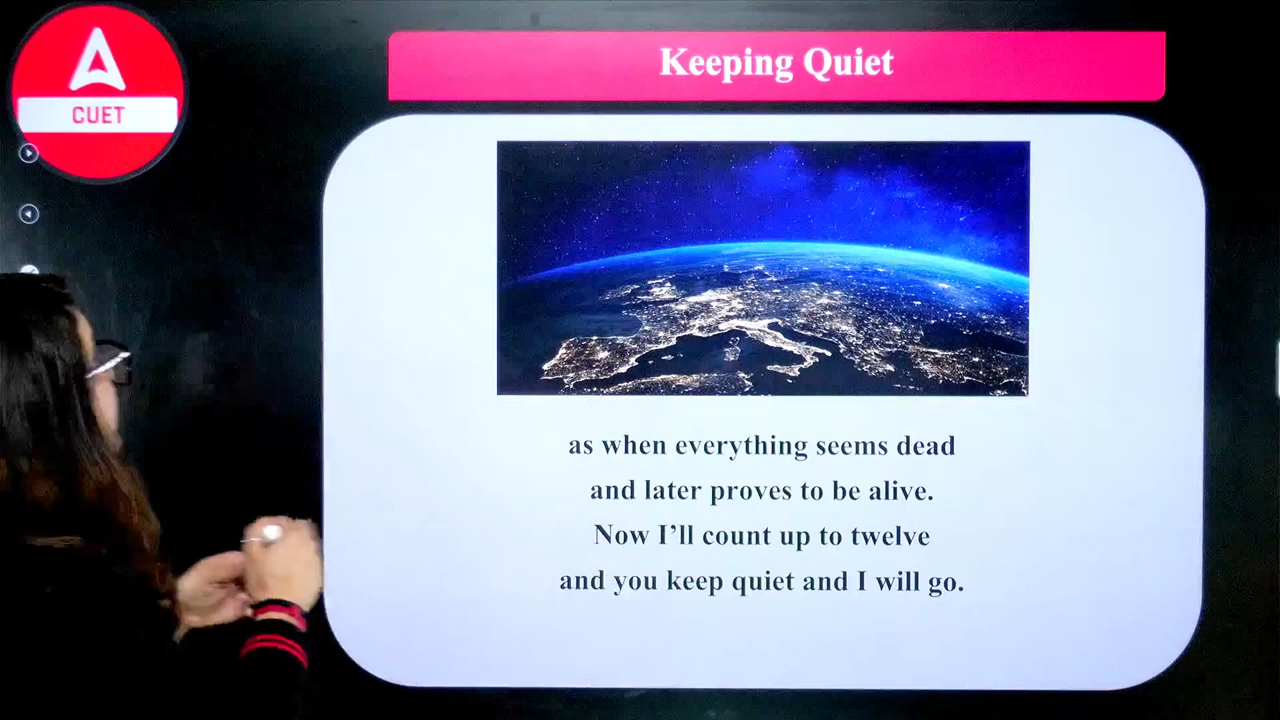 CUET
Keeping Quiet
as when everything seems dead
and later proves to be alive.
Now I’ll count up to twelve
and you keep quiet and I will go.